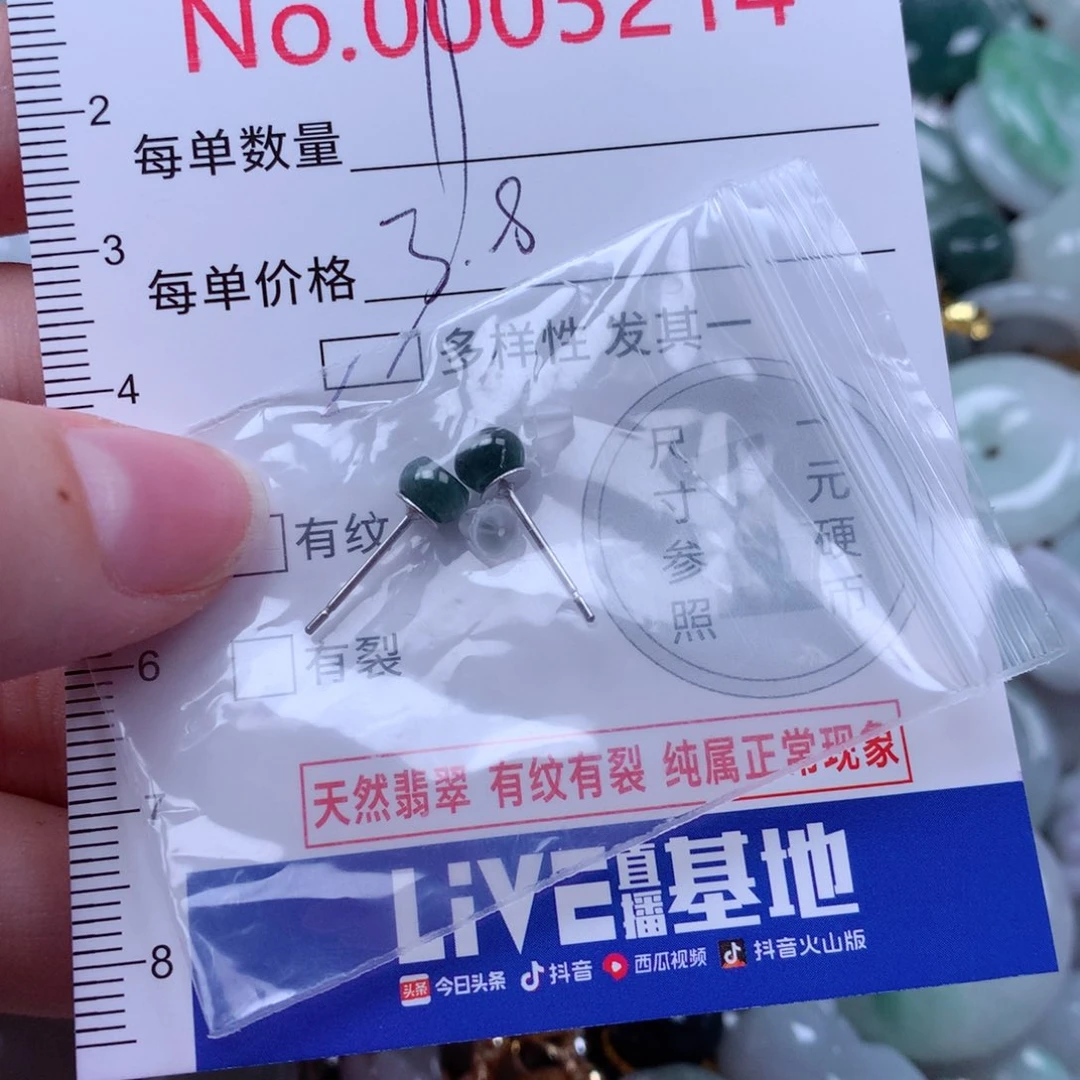 No.0005214
2
每单数量
3
每单价格 3.8
多样性 发其一
4
尺寸参照
一元硬币
有纹
有裂
6
天然翡翠 有纹有裂 纯属正常现象
7
LiVE直播基地
8
头条 今日头条 抖音 西瓜视频 抖音火山版